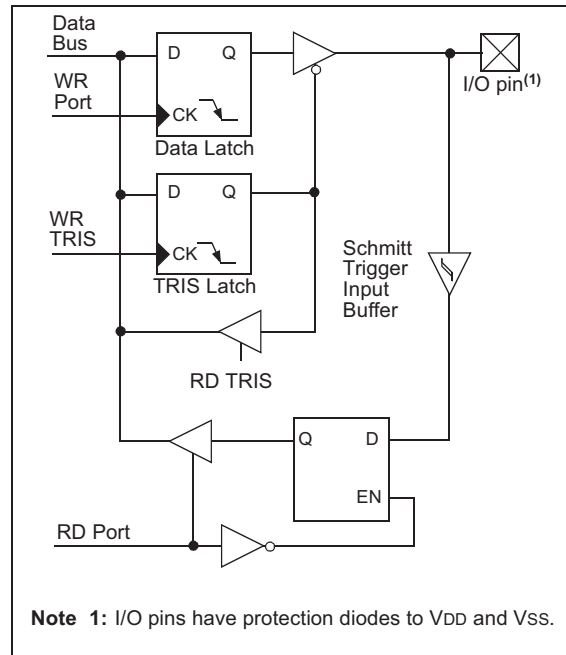 Data
Bus
D Q
WR
Port
CK
Data Latch
I/O pin(1)
D Q
WR
TRIS
CK
TRIS Latch
Schmitt
Trigger
Input
Buffer
RD TRIS
Q D
EN
RD Port
Note 1: I/O pins have protection diodes to VDD and VSS.